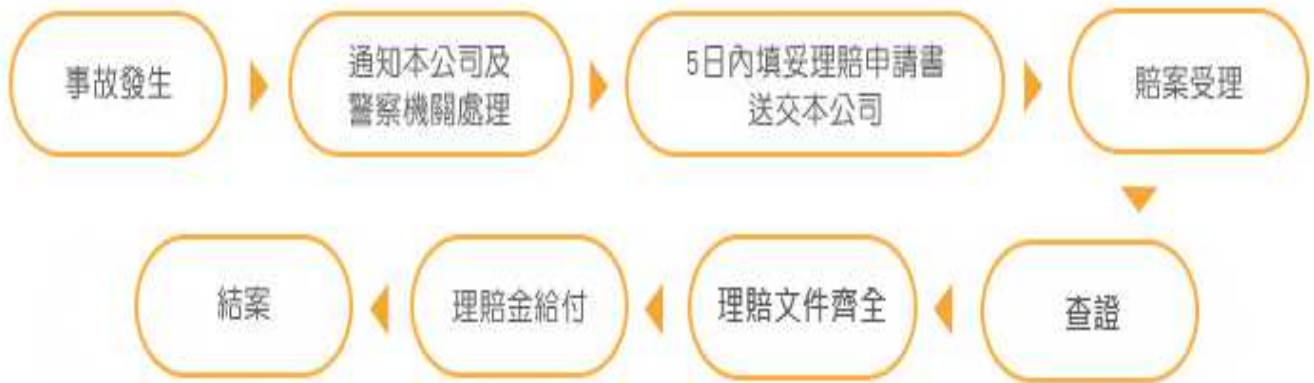 事故發生
通知本公司及
警察機關處理
5日內填妥理賠申請書
送交本公司
賠案受理
查證
理賠文件齊全
理賠金給付
結案